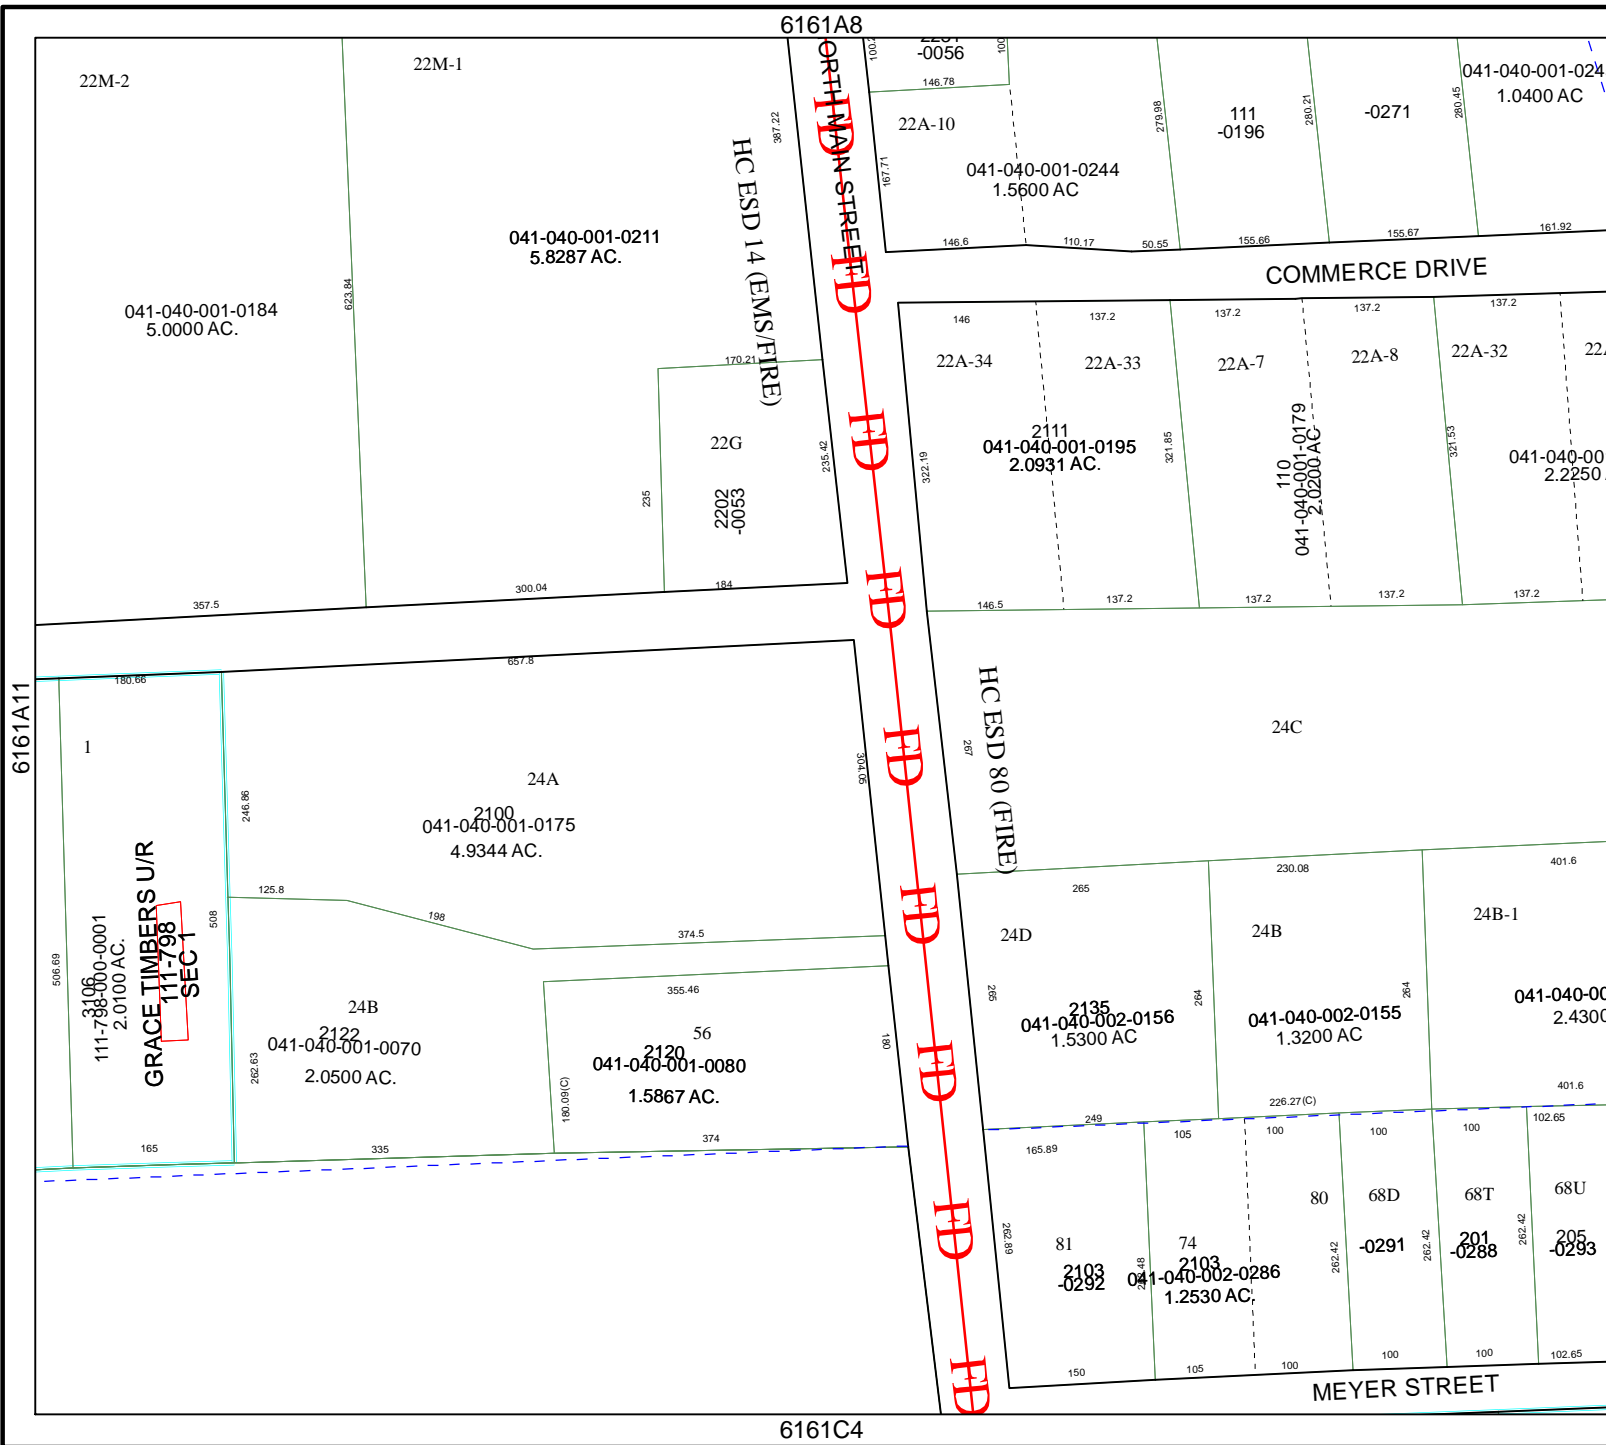 6161A8
22M-2
22M-1
387.22
HC ESD 14 (EMS/FIRE)
ORTH MAIN STREET
-0056
146.78
22A-10
167.71
041-040-001-0244
1.5600 AC
279.98
111
-0196
280.21
-0271
280.45
041-040-001-024
1.0400 AC
146.6
110.17
50.55
155.66
155.67
161.92
COMMERCE DRIVE
041-040-001-0211
5.8287 AC.
041-040-001-0184
5.0000 AC.
623.84
170.21
22G
2202
-0053
235
235.42
184
300.04
357.5
146
137.2
137.2
137.2
137.2
22A-34
22A-33
22A-7
22A-8
22A-32
22A
2111
041-040-001-0195
2.0931 AC.
322.19
321.85
110
041-040-001-0179
2.0200 AC
321.53
041-040-00
2.2250
146.5
137.2
137.2
137.2
137.2
FD
FD
FD
FD
FD
FD
FD
FD
FD
6161A11
180.66
657.8
1
24A
2100
041-040-001-0175
4.9344 AC.
246.86
304.05
267
HC ESD 80 (FIRE)
24C
125.8
198
374.5
508
506.69
3106
111-798-000-0001
2.0100 AC.
GRACE TIMBERS U/R
111-798
SEC 1
24B
2122
041-040-001-0070
2.0500 AC.
262.63
355.46
56
2120
041-040-001-0080
1.5867 AC.
180.09(C)
180
165
335
374
265
230.08
401.6
24D
24B
24B-1
265
2135
041-040-002-0156
1.5300 AC
264
041-040-002-0155
1.3200 AC
264
041-040-00
2.4300
249
226.27(C)
401.6
165.89
105
100
100
100
102.65
80
68D
68T
68U
81
2103
-0292
262.89
74
2103
041-040-002-0286
1.2530 AC.
262.42
-0291
262.42
201
-0288
262.42
205
-0293
150
105
100
100
100
102.65
MEYER STREET
6161C4